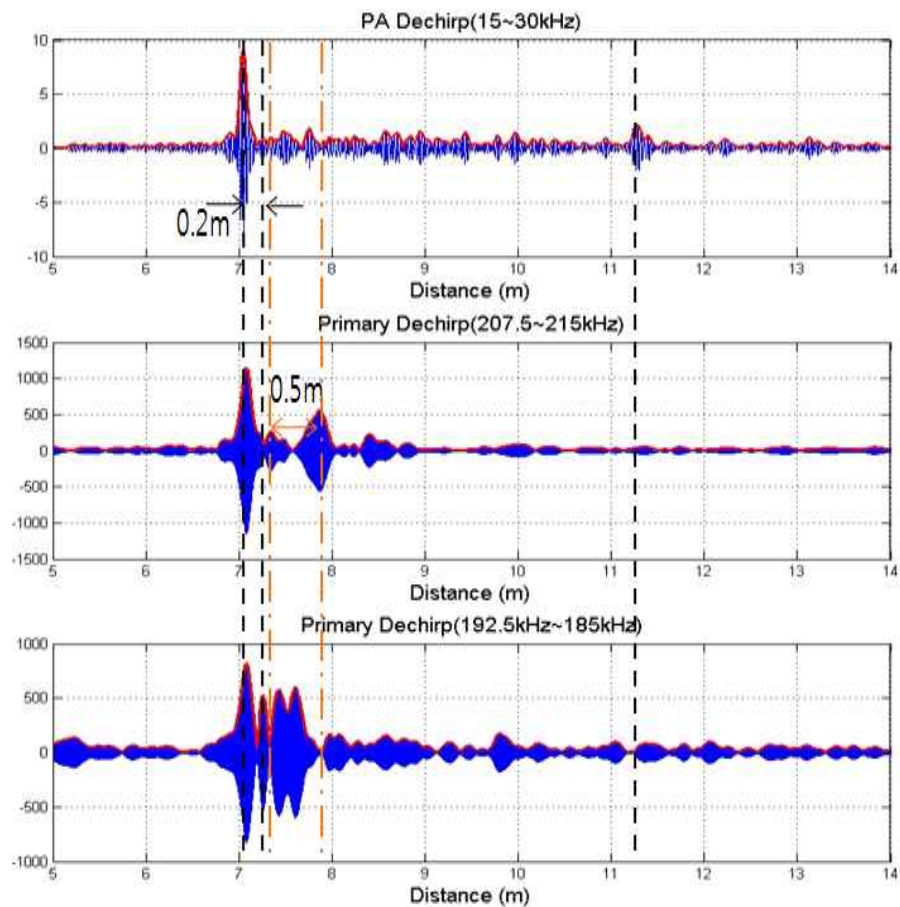 PA Dechirp(15~30kHz)
10
5
0
-5
-10
0.2m
5 6 7 8 9 10 11 12 13 14
Distance (m)
Primary Dechirp(207.5~215kHz)
1500
1000
500
0
-500
-1000
-1500
0.5m
5 6 7 8 9 10 11 12 13 14
Distance (m)
Primary Dechirp(192.5kHz~185kHz)
1000
500
0
-500
-1000
5 6 7 8 9 10 11 12 13 14
Distance (m)